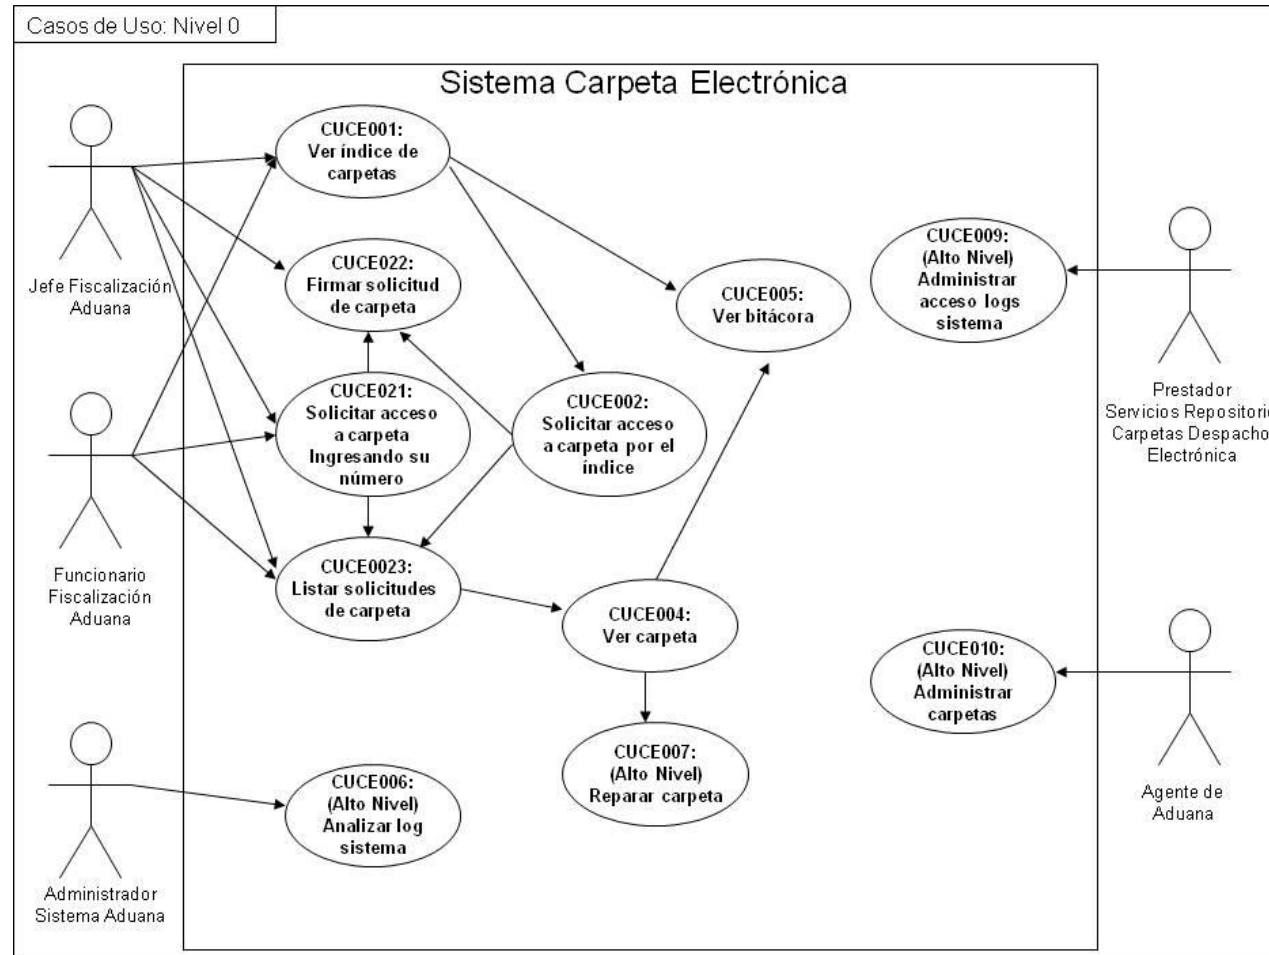 Casos de Uso: Nivel 0
Sistema Carpeta Electrónica
CUCE001:
Ver índice de
carpetas
CUCE022:
Firmar solicitud
de carpeta
CUCE021:
Solicitar acceso
a carpeta
Ingresando su
número
CUCE002:
Solicitar acceso
a carpeta por el
índice
CUCE0023:
Listar solicitudes
de carpeta
CUCE005:
Ver bitácora
CUCE004:
Ver carpeta
CUCE007:
(Alto Nivel)
Reparar carpeta
CUCE006:
(Alto Nivel)
Analizar log
sistema
CUCE009:
(Alto Nivel)
Administrar
acceso logs
sistema
CUCE010:
(Alto Nivel)
Administrar
carpetas
Jefe Fiscalización
Aduana
Funcionario
Fiscalización
Aduana
Administrador
Sistema Aduana
Prestador
Servicios Repositorio
Carpetas Despacho
Electrónica
Agente de
Aduana